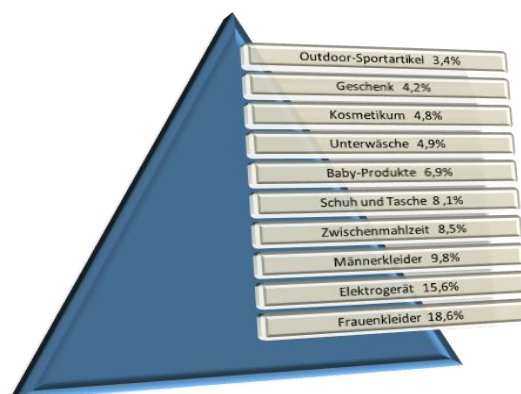 Outdoor-Sportartikel 3,4%
Geschenk 4,2%
Kosmetikum 4,8%
Unterwäsche 4,9%
Baby-Produkte 6,9%
Schuh und Tasche 8 ,1%
Zwischenmahlzeit 8,5%
Männerkleider 9,8%
Elektrogerät 15,6%
Frauenkleider 18,6%